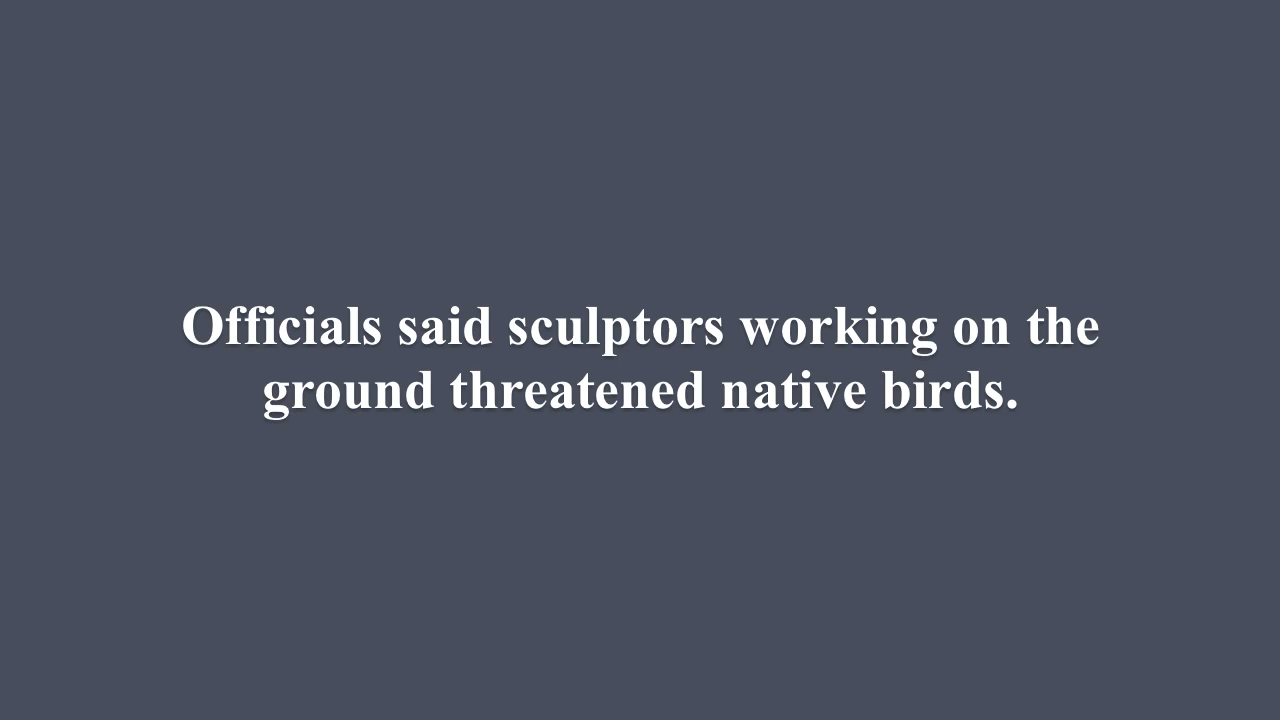 Officials said sculptors working on the
ground threatened native birds.